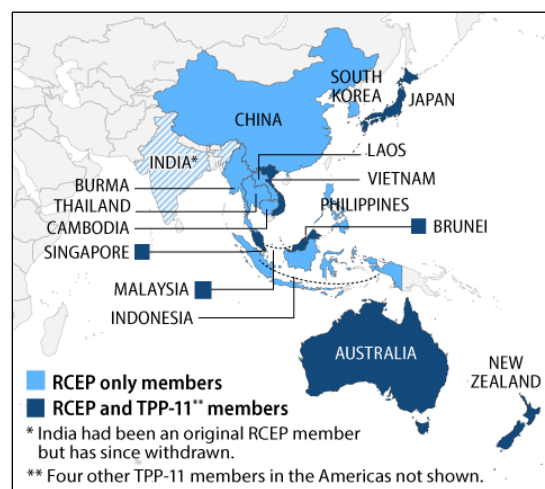 SOUTH
KOREA
JAPAN
CHINA
LAOS
INDIA*
BURMA
VIETNAM
THAILAND
PHILIPPINES
CAMBODIA
BRUNEI
SINGAPORE
MALAYSIA
INDONESIA
AUSTRALIA
NEW
ZEALAND
RCEP only members
RCEP and TPP-11** members
* India had been an original RCEP member
but has since withdrawn.
** Four other TPP-11 members in the Americas not shown.